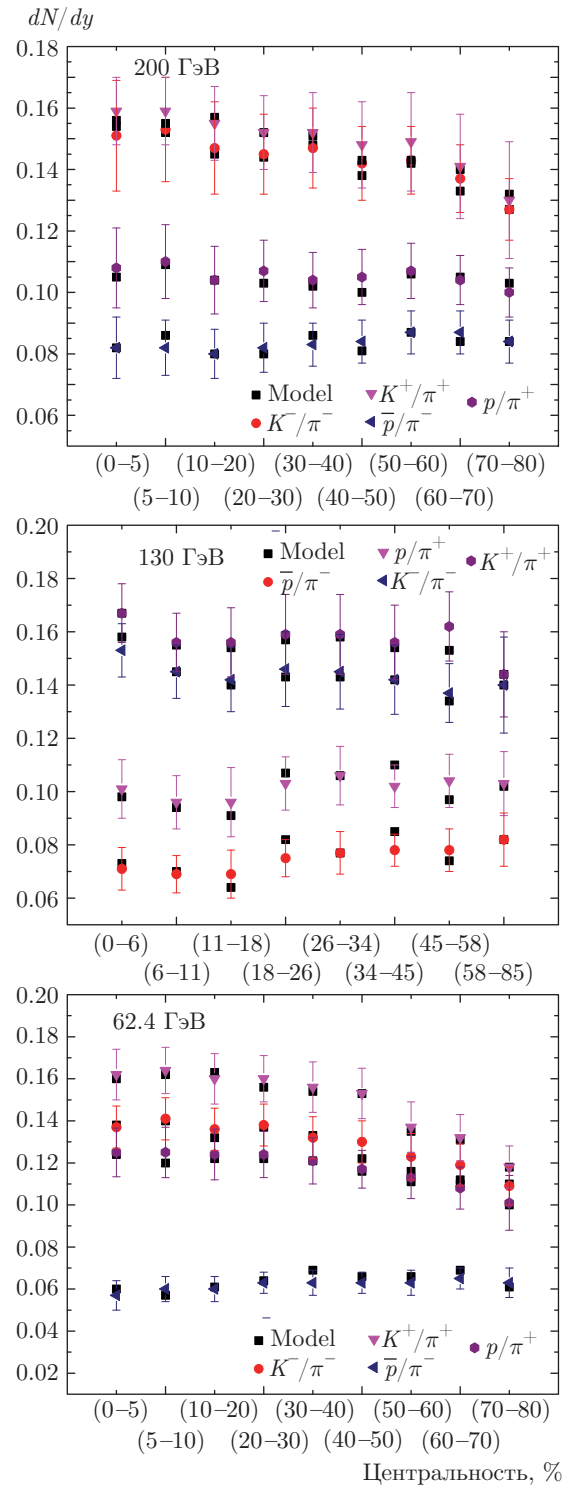 dN/dy
0.18
200 ГэВ
0.16
0.14
0.12
0.10
0.08
Model K⁺/π⁺ p/π⁺
0.06
K⁻/π⁻ p̅/π⁻
(0–5) (10–20) (30–40) (50–60) (70–80)
(5–10) (20–30) (40–50) (60–70)
0.20
130 ГэВ
Model p/π⁺ K⁺/π⁺
p̅/π⁻ K⁻/π⁻
0.18
0.16
0.14
0.12
0.10
0.08
0.06
(0–6) (11–18) (26–34) (45–58)
(6–11) (18–26) (34–45) (58–85)
0.20
62.4 ГэВ
0.18
0.16
0.14
0.12
0.10
0.08
0.06
0.04
Model K⁺/π⁺ p/π⁺
0.02
K⁻/π⁻ p̅/π⁻
(0–5) (10–20) (30–40) (50–60) (70–80)
(5–10) (20–30) (40–50) (60–70)
Центральность, %